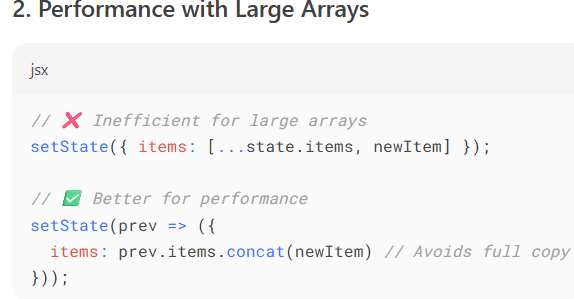 2. Performance with Large Arrays
jsx
// ❌ Inefficient for large arrays
setState({ items: [...state.items, newItem] });
// ✅ Better for performance
setState(prev => ({
  items: prev.items.concat(newItem) // Avoids full copy
}));